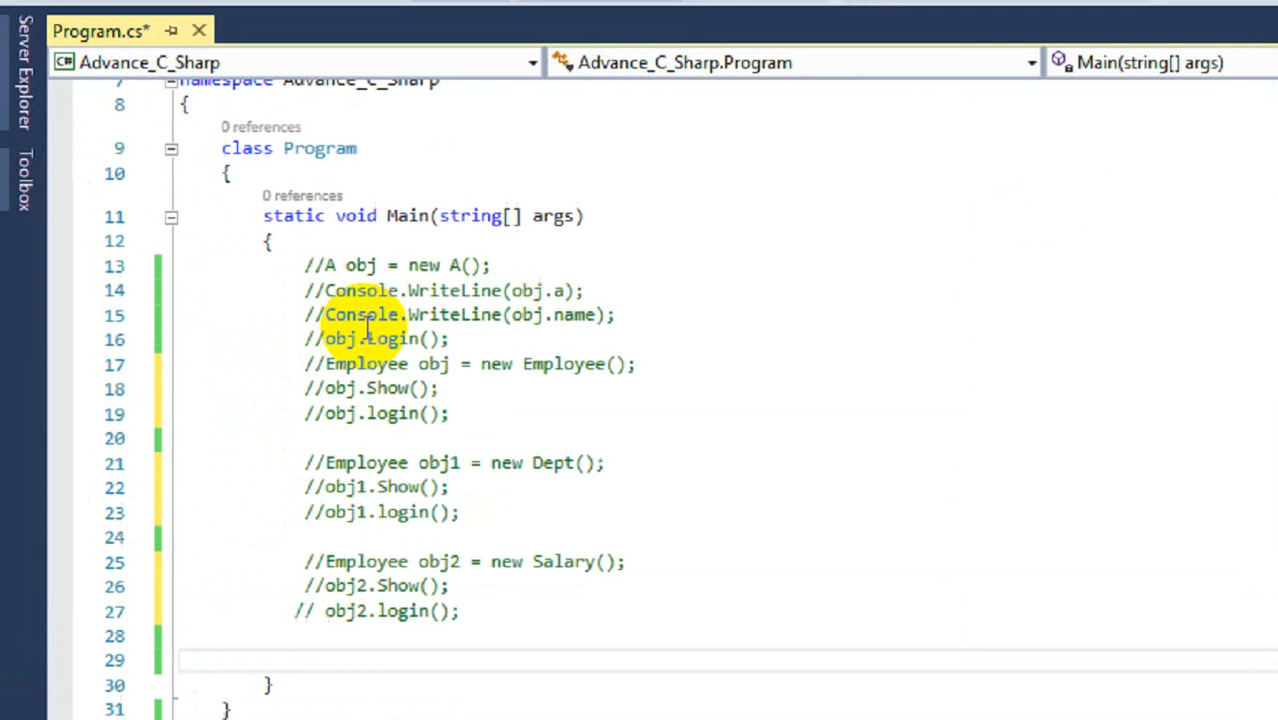 Program.cs*
Server Explorer
Toolbox
C# Advance_C_Sharp
Advance_C_Sharp.Program
Main(string[] args)
7 namespace Advance_C_Sharp
8 {
0 references
9 class Program
10 {
0 references
11 static void Main(string[] args)
12 {
13 //A obj = new A();
14 //Console.WriteLine(obj.a);
15 //Console.WriteLine(obj.name);
16 //obj.Login();
17 //Employee obj = new Employee();
18 //obj.Show();
19 //obj.login();
20
21 //Employee obj1 = new Dept();
22 //obj1.Show();
23 //obj1.login();
24
25 //Employee obj2 = new Salary();
26 //obj2.Show();
27 // obj2.login();
28
29
30 }
31 }